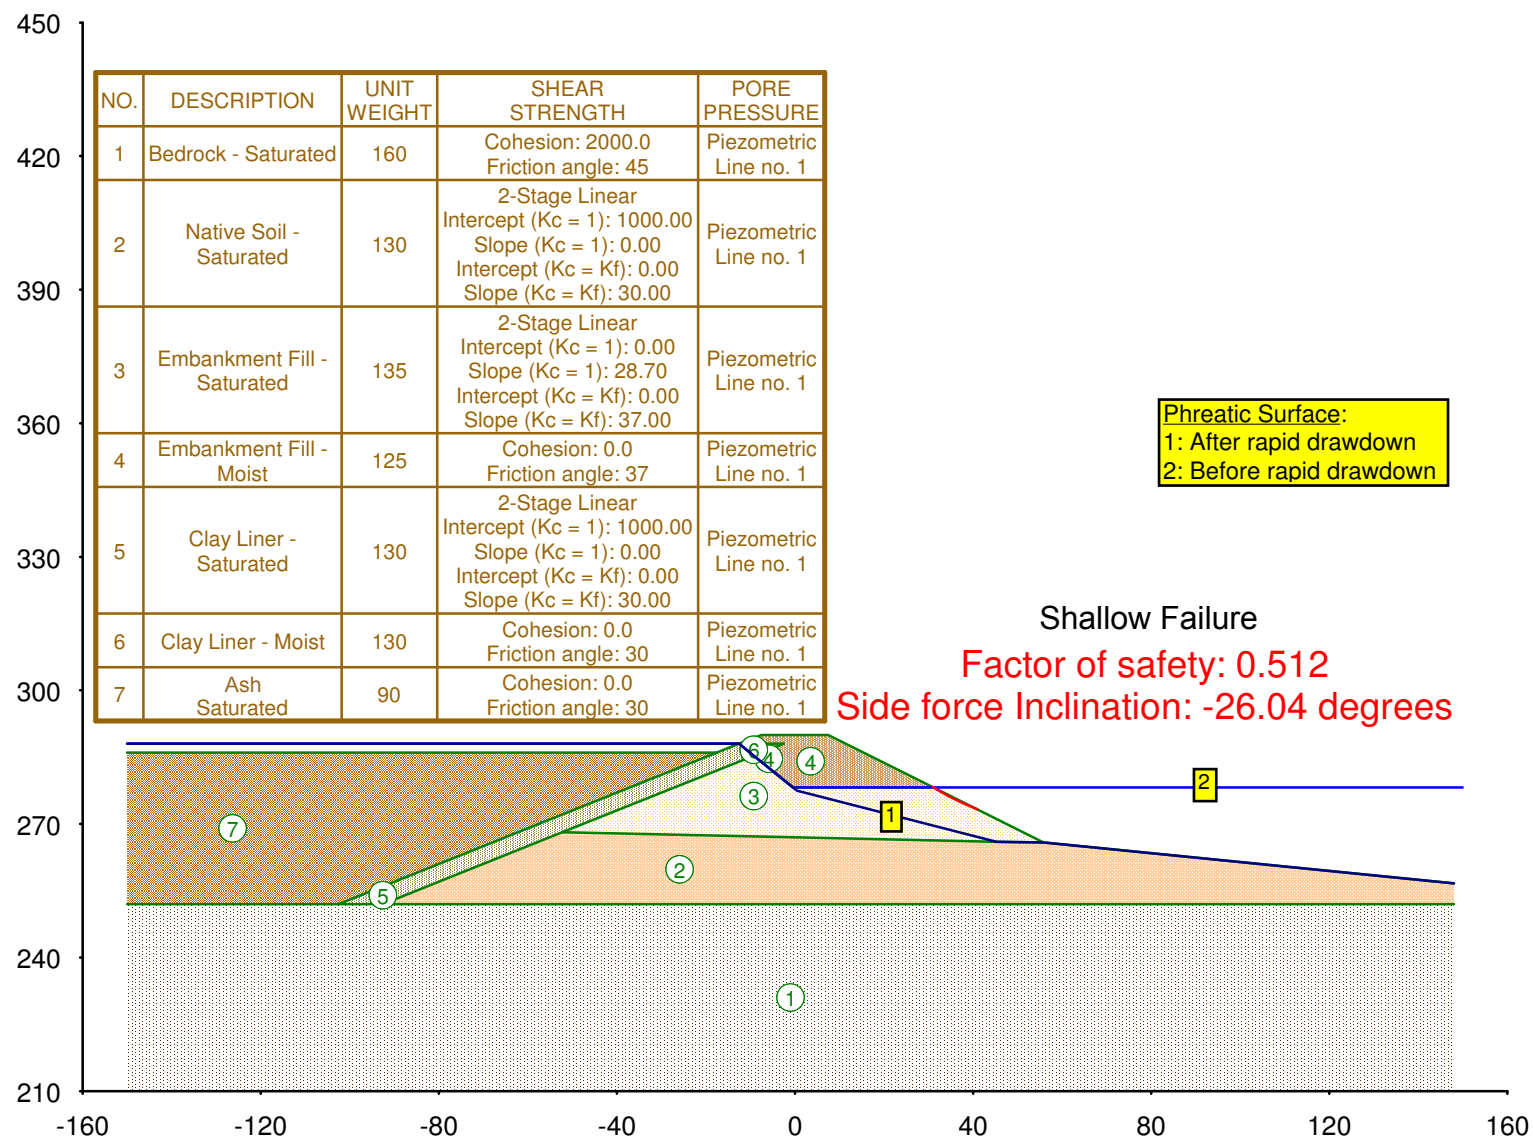 450
420
390
360
330
300
270
240
210
NO.
DESCRIPTION
UNIT
WEIGHT
SHEAR
STRENGTH
PORE
PRESSURE
1
Bedrock - Saturated
160
Cohesion: 2000.0
Friction angle: 45
Piezometric
Line no. 1
2
Native Soil -
Saturated
130
2-Stage Linear
Intercept (Kc = 1): 1000.00
Slope (Kc = 1): 0.00
Intercept (Kc = Kf): 0.00
Slope (Kc = Kf): 30.00
Piezometric
Line no. 1
3
Embankment Fill -
Saturated
135
2-Stage Linear
Intercept (Kc = 1): 0.00
Slope (Kc = 1): 28.70
Intercept (Kc = Kf): 0.00
Slope (Kc = Kf): 37.00
Piezometric
Line no. 1
4
Embankment Fill -
Moist
125
Cohesion: 0.0
Friction angle: 37
Piezometric
Line no. 1
5
Clay Liner -
Saturated
130
2-Stage Linear
Intercept (Kc = 1): 1000.00
Slope (Kc = 1): 0.00
Intercept (Kc = Kf): 0.00
Slope (Kc = Kf): 30.00
Piezometric
Line no. 1
6
Clay Liner - Moist
130
Cohesion: 0.0
Friction angle: 30
Piezometric
Line no. 1
7
Ash
Saturated
90
Cohesion: 0.0
Friction angle: 30
Piezometric
Line no. 1
Phreatic Surface:
1: After rapid drawdown
2: Before rapid drawdown
Shallow Failure
Factor of safety: 0.512
Side force Inclination: -26.04 degrees
6
4
4
3
2
1
7
2
5
1
-160
-120
-80
-40
0
40
80
120
160